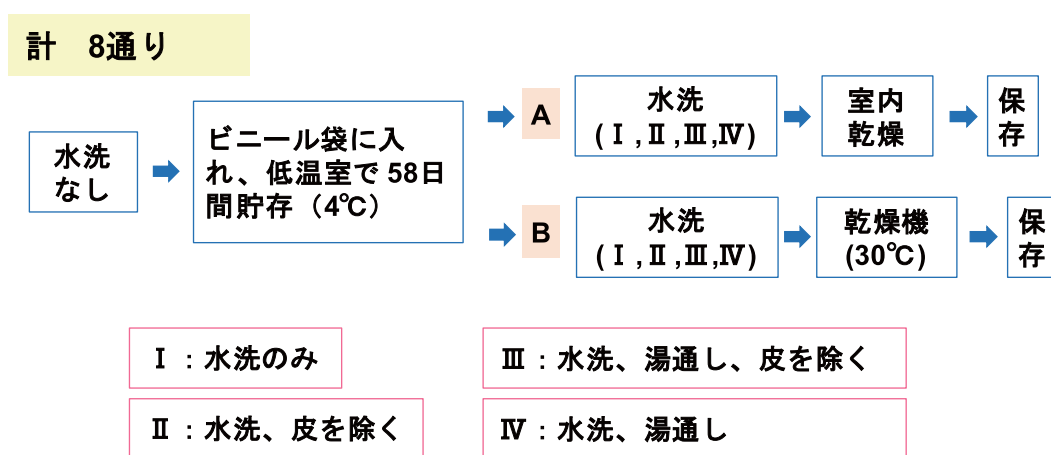 計　8通り
水洗
なし
ビニール袋に入
れ、低温室で 58日
間貯存（4℃）
A
水洗
(Ⅰ,Ⅱ,Ⅲ,Ⅳ)
室内
乾燥
保
存
B
水洗
(Ⅰ,Ⅱ,Ⅲ,Ⅳ)
乾燥機
(30℃)
保
存
Ⅰ：水洗のみ
Ⅲ：水洗、湯通し、皮を除く
Ⅱ：水洗、皮を除く
Ⅳ：水洗、湯通し